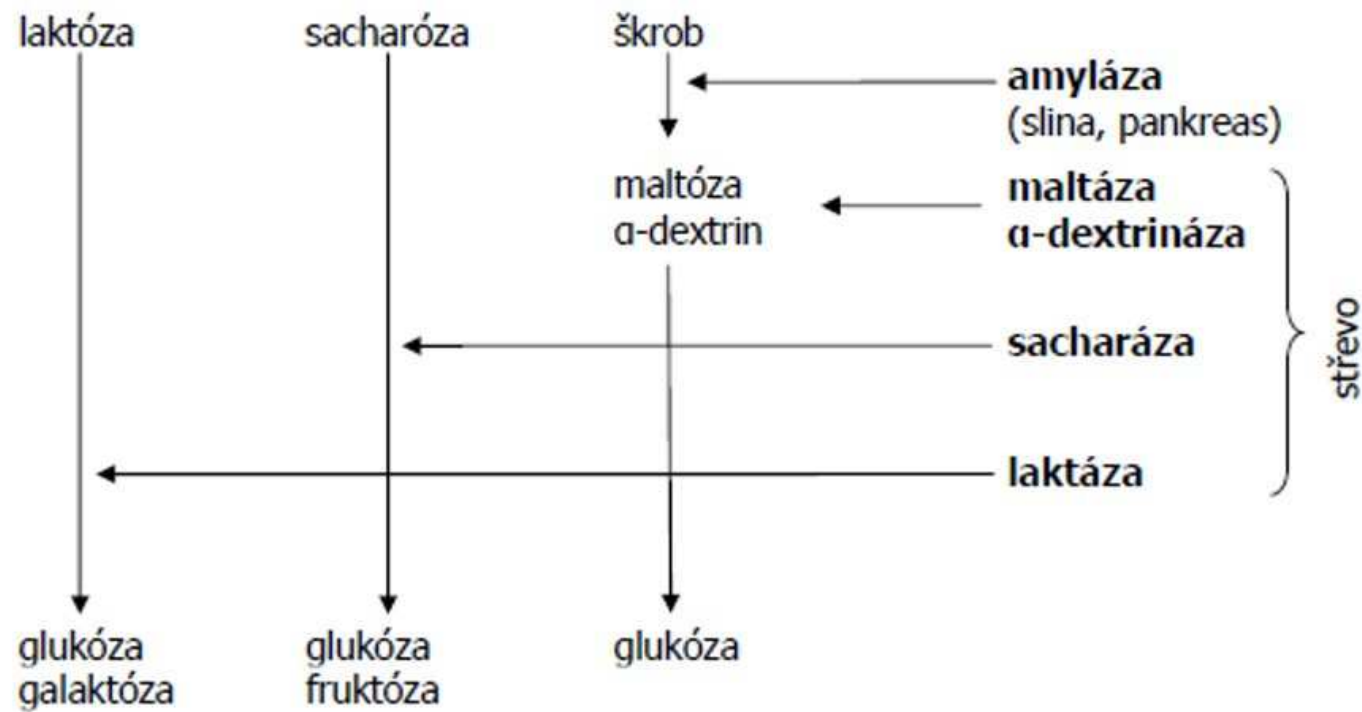 laktóza sacharóza škrob
amyláza
(slina, pankreas)
maltóza
α-dextrin
maltáza
α-dextrináza
sacharáza
laktáza
střevo
glukóza glukóza glukóza
galaktóza fruktóza